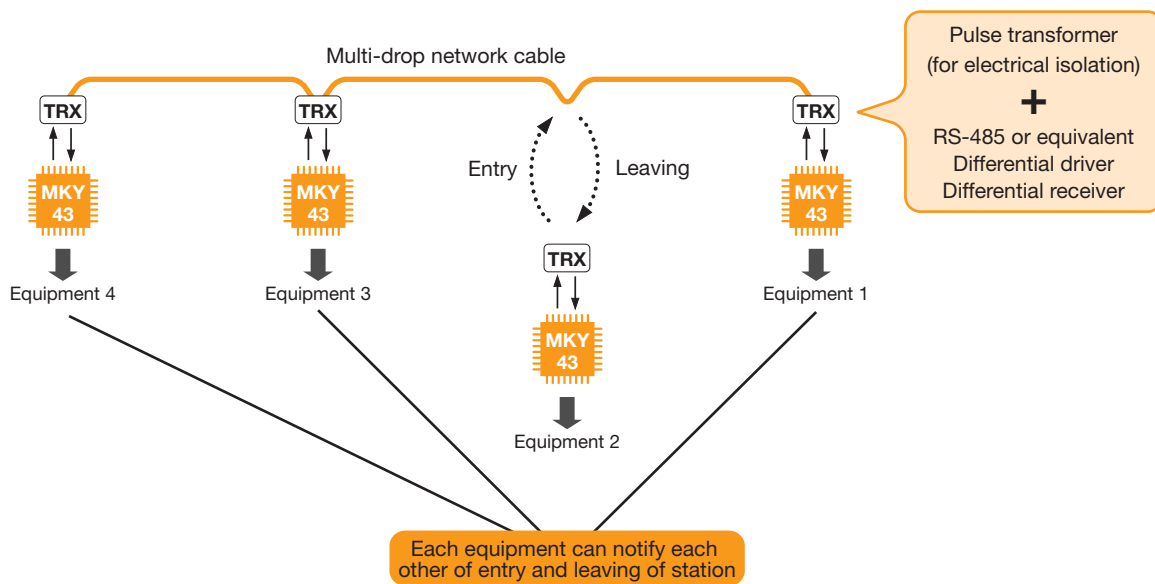 Multi-drop network cable
Pulse transformer
(for electrical isolation)
+
RS-485 or equivalent
Differential driver
Differential receiver
TRX
TRX
TRX
Entry
Leaving
MKY
43
MKY
43
MKY
43
TRX
Equipment 4
Equipment 3
Equipment 1
MKY
43
Equipment 2
Each equipment can notify each
other of entry and leaving of station